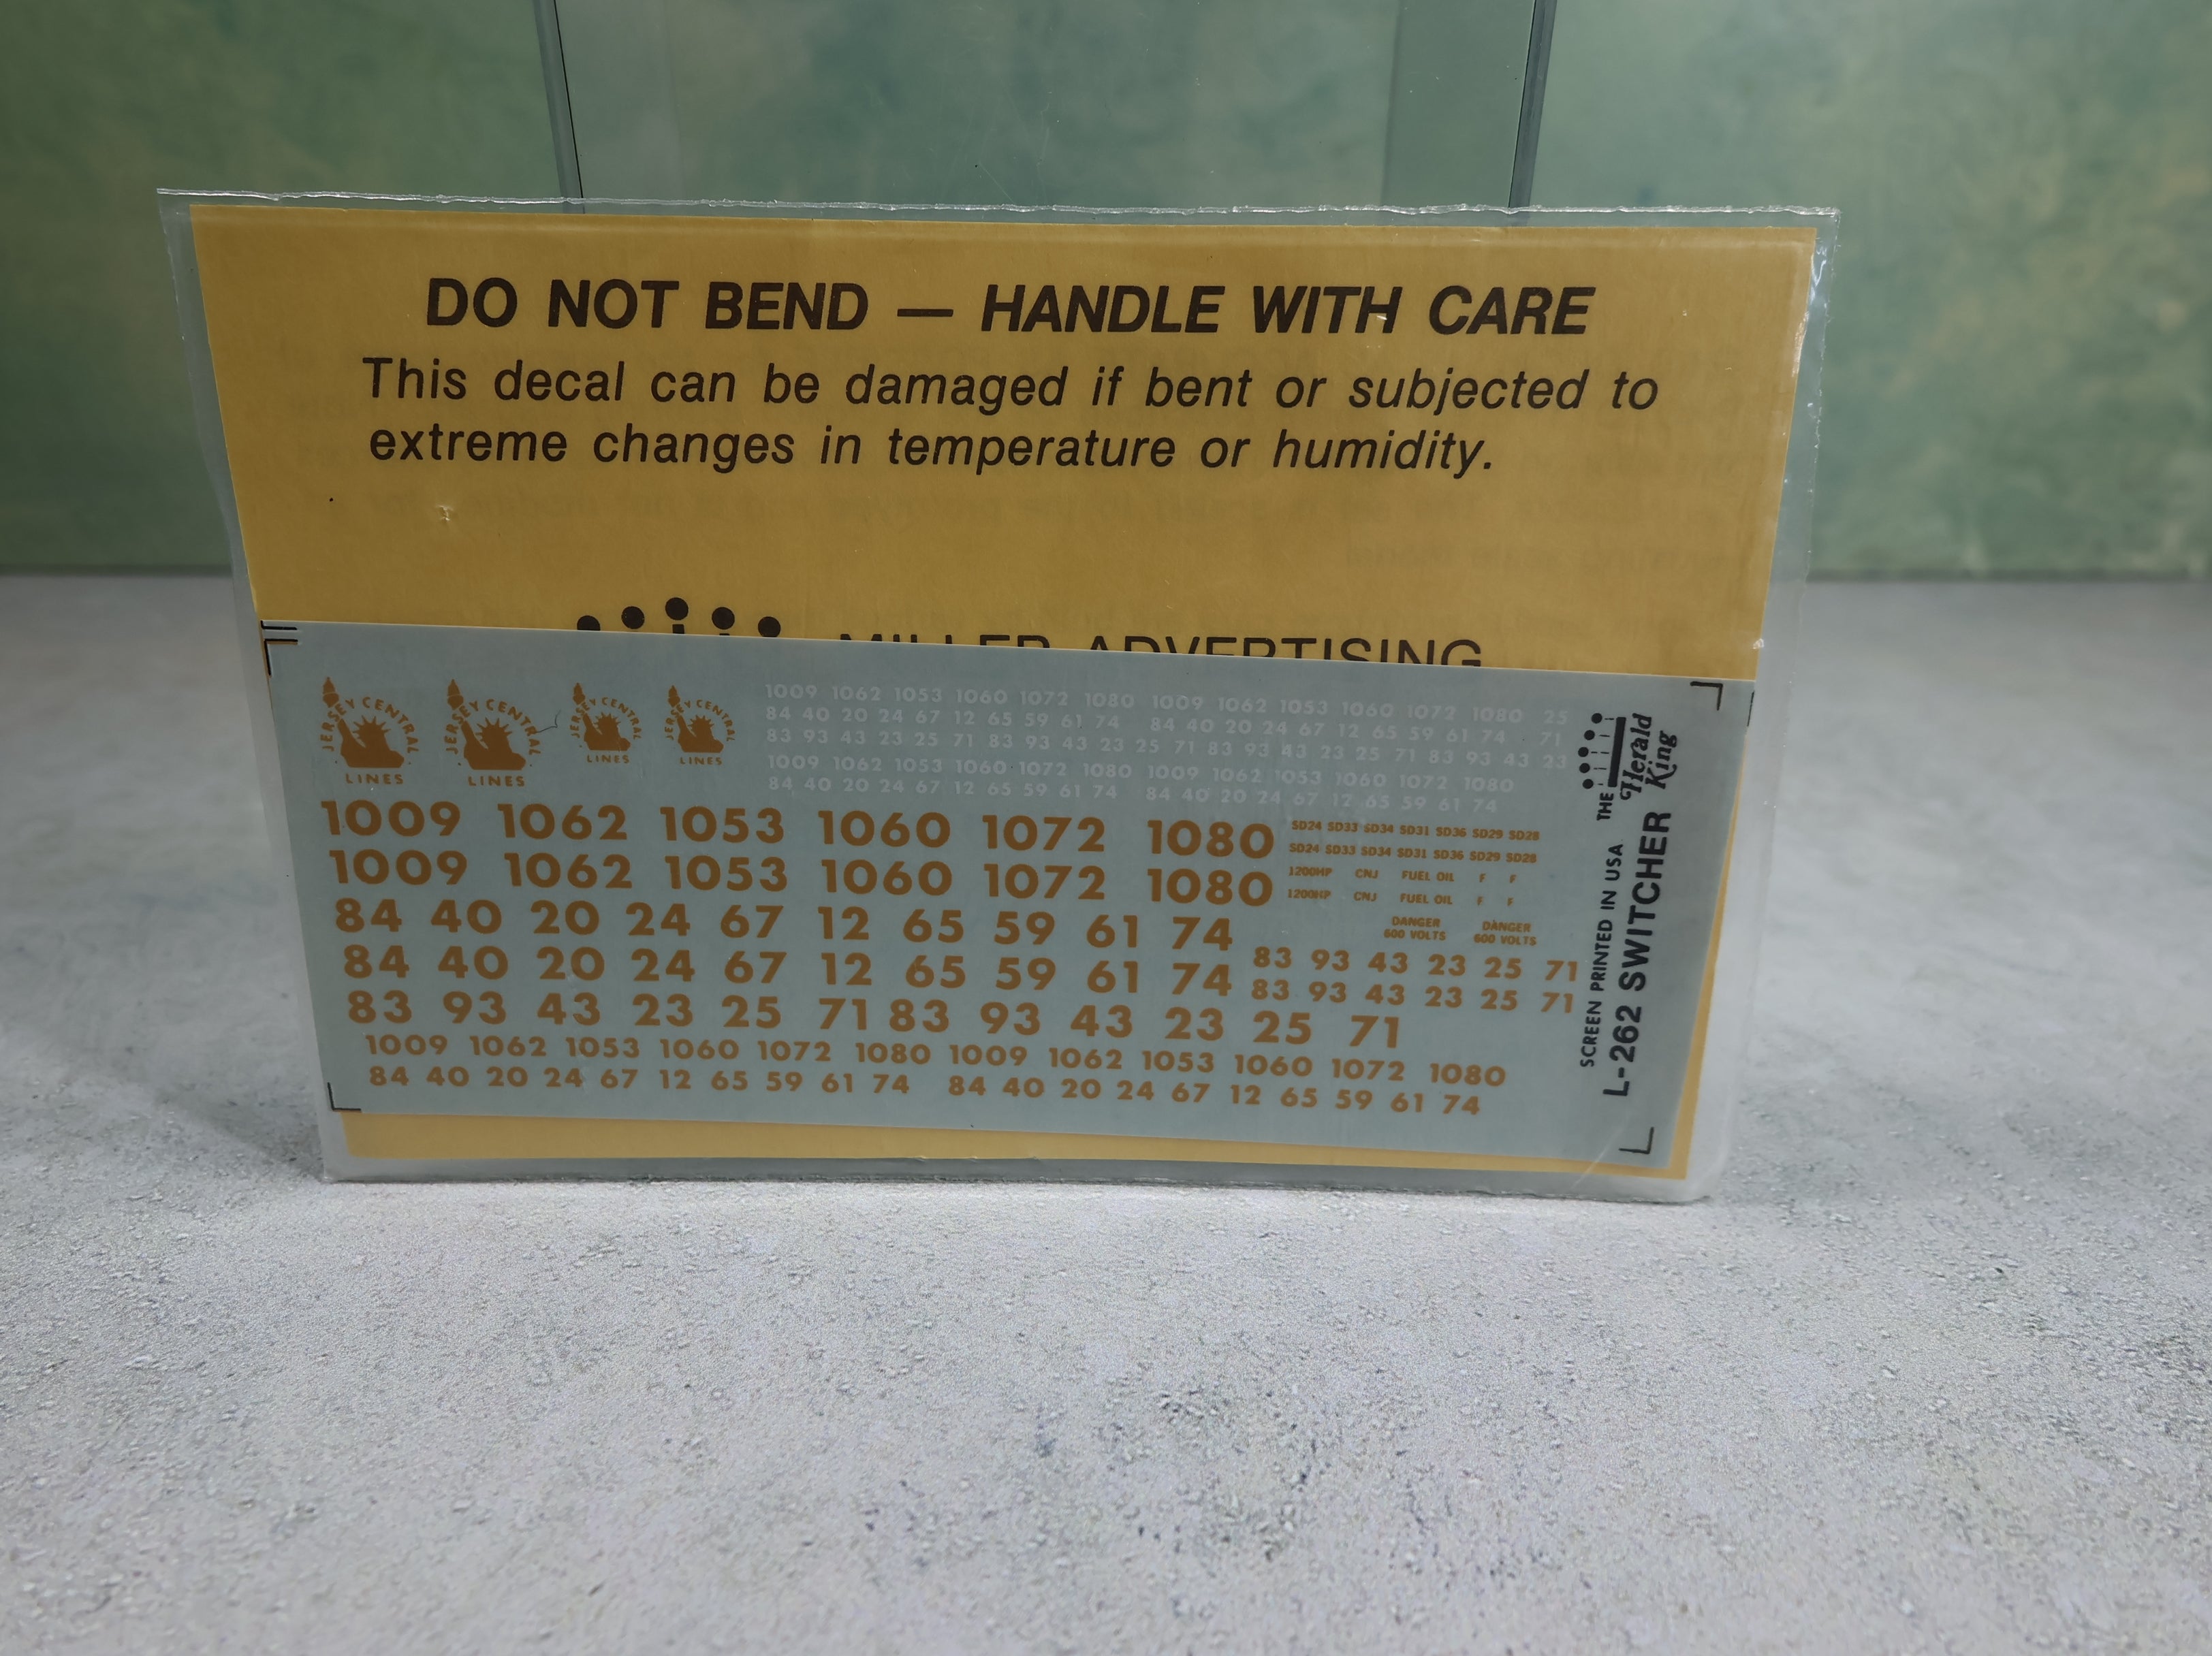 DO NOT BEND — HANDLE WITH CARE
This decal can be damaged if bent or subjected to
extreme changes in temperature or humidity.
MILLER ADVERTISING
JERSEY CENTRAL LINES
JERSEY CENTRAL LINES
JERSEY CENTRAL LINES
JERSEY CENTRAL LINES
1009 1062 1053 1060 1072 1080 1009 1062 1053 1060 1072 1080 25
84 40 20 24 67 12 65 59 61 74 84 40 20 24 67 12 65 59 61 74 71
83 93 43 23 25 71 83 93 43 23 25 71 83 93 43 23 25 71 83 93 43 23
1009 1062 1053 1060 1072 1080 1009 1062 1053 1060 1072 1080
84 40 20 24 67 12 65 59 61 74 84 40 20 24 67 12 65 59 61 74
1009 1062 1053 1060 1072 1080
1009 1062 1053 1060 1072 1080
84 40 20 24 67 12 65 59 61 74
84 40 20 24 67 12 65 59 61 74
83 93 43 23 25 71 83 93 43 23 25 71
1009 1062 1053 1060 1072 1080 1009 1062 1053 1060 1072 1080
84 40 20 24 67 12 65 59 61 74 84 40 20 24 67 12 65 59 61 74
SD24 SD33 SD34 SD31 SD36 SD29 SD28
SD24 SD33 SD34 SD31 SD36 SD29 SD28
1200HP CNJ FUEL OIL F F
1200HP CNJ FUEL OIL F F
DANGER DANGER
600 VOLTS 600 VOLTS
83 93 43 23 25 71
83 93 43 23 25 71
SCREEN PRINTED IN USA THE Herald King
L-262 SWITCHER